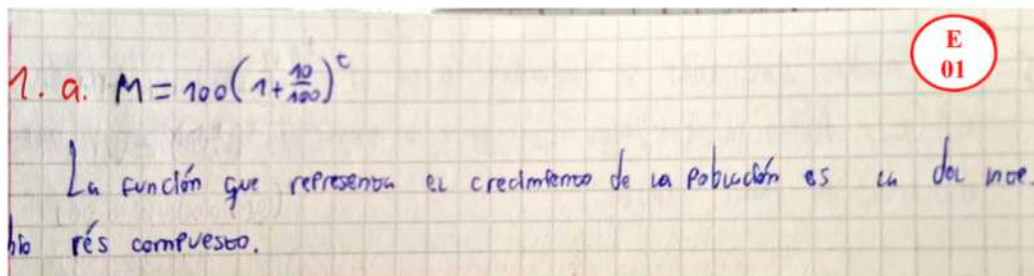 E
01
1. a. M = 100(1 + 10/100)^t
La función que representa el crecimiento de la población es la del inte.
rés compuesto.